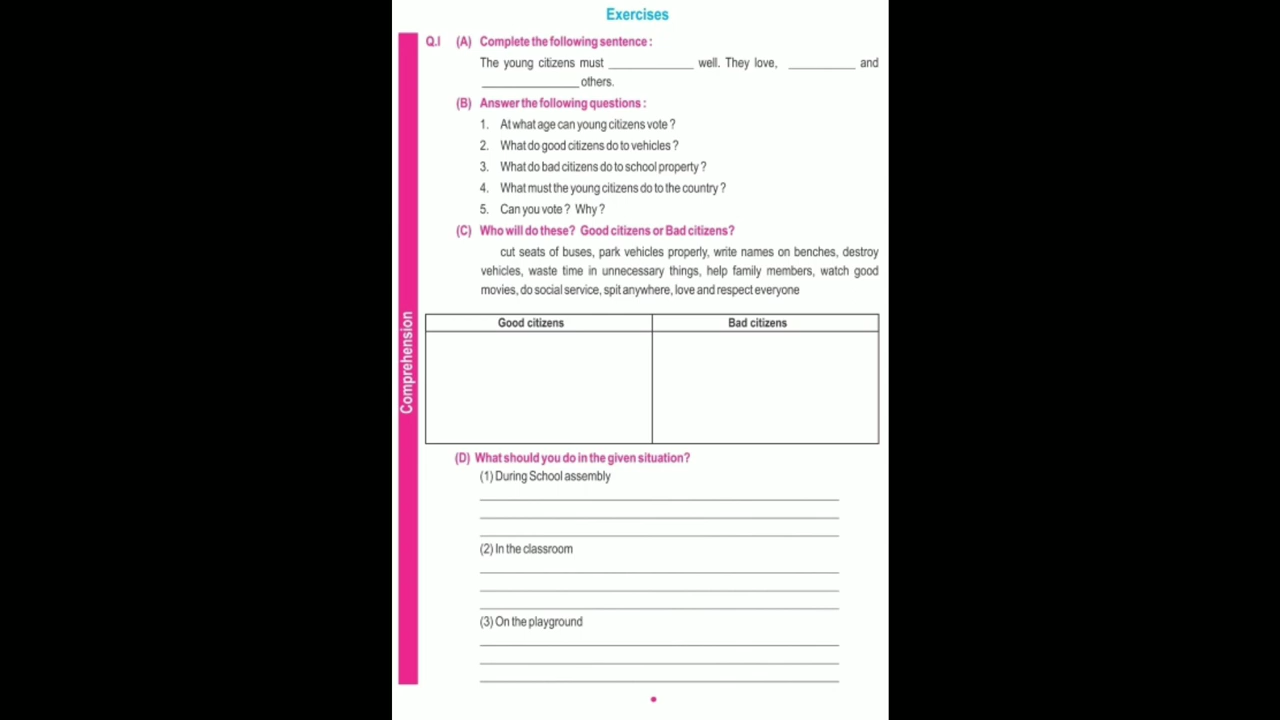 Exercises
Q.I (A) Complete the following sentence :
The young citizens must ______________ well. They love, ___________ and
________________ others.
(B) Answer the following questions :
1. At what age can young citizens vote ?
2. What do good citizens do to vehicles ?
3. What do bad citizens do to school property ?
4. What must the young citizens do to the country ?
5. Can you vote ? Why ?
(C) Who will do these? Good citizens or Bad citizens?
cut seats of buses, park vehicles properly, write names on benches, destroy
vehicles, waste time in unnecessary things, help family members, watch good
movies, do social service, spit anywhere, love and respect everyone
Good citizens Bad citizens
Comprehension
(D) What should you do in the given situation?
(1) During School assembly
(2) In the classroom
(3) On the playground